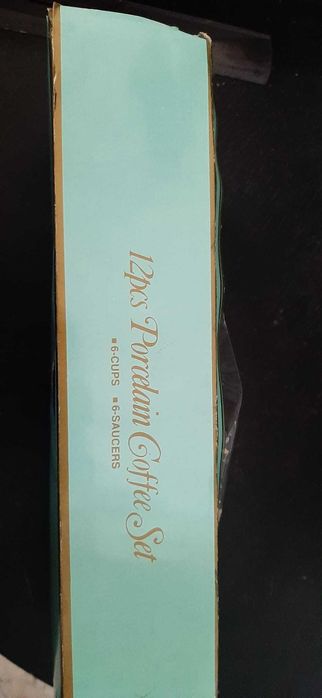 12pcs Porcelain Coffee Set
▪ 6-CUPS ▪ 6-SAUCERS